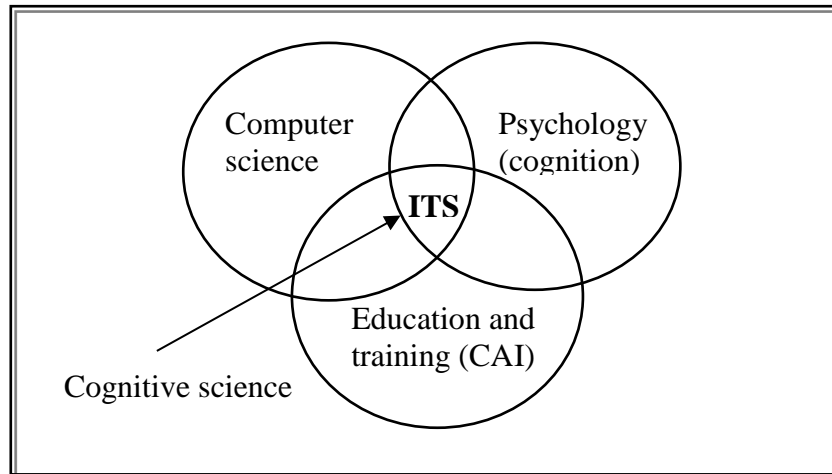 Computer
science
Psychology
(cognition)
ITS
Education and
training (CAI)
Cognitive science